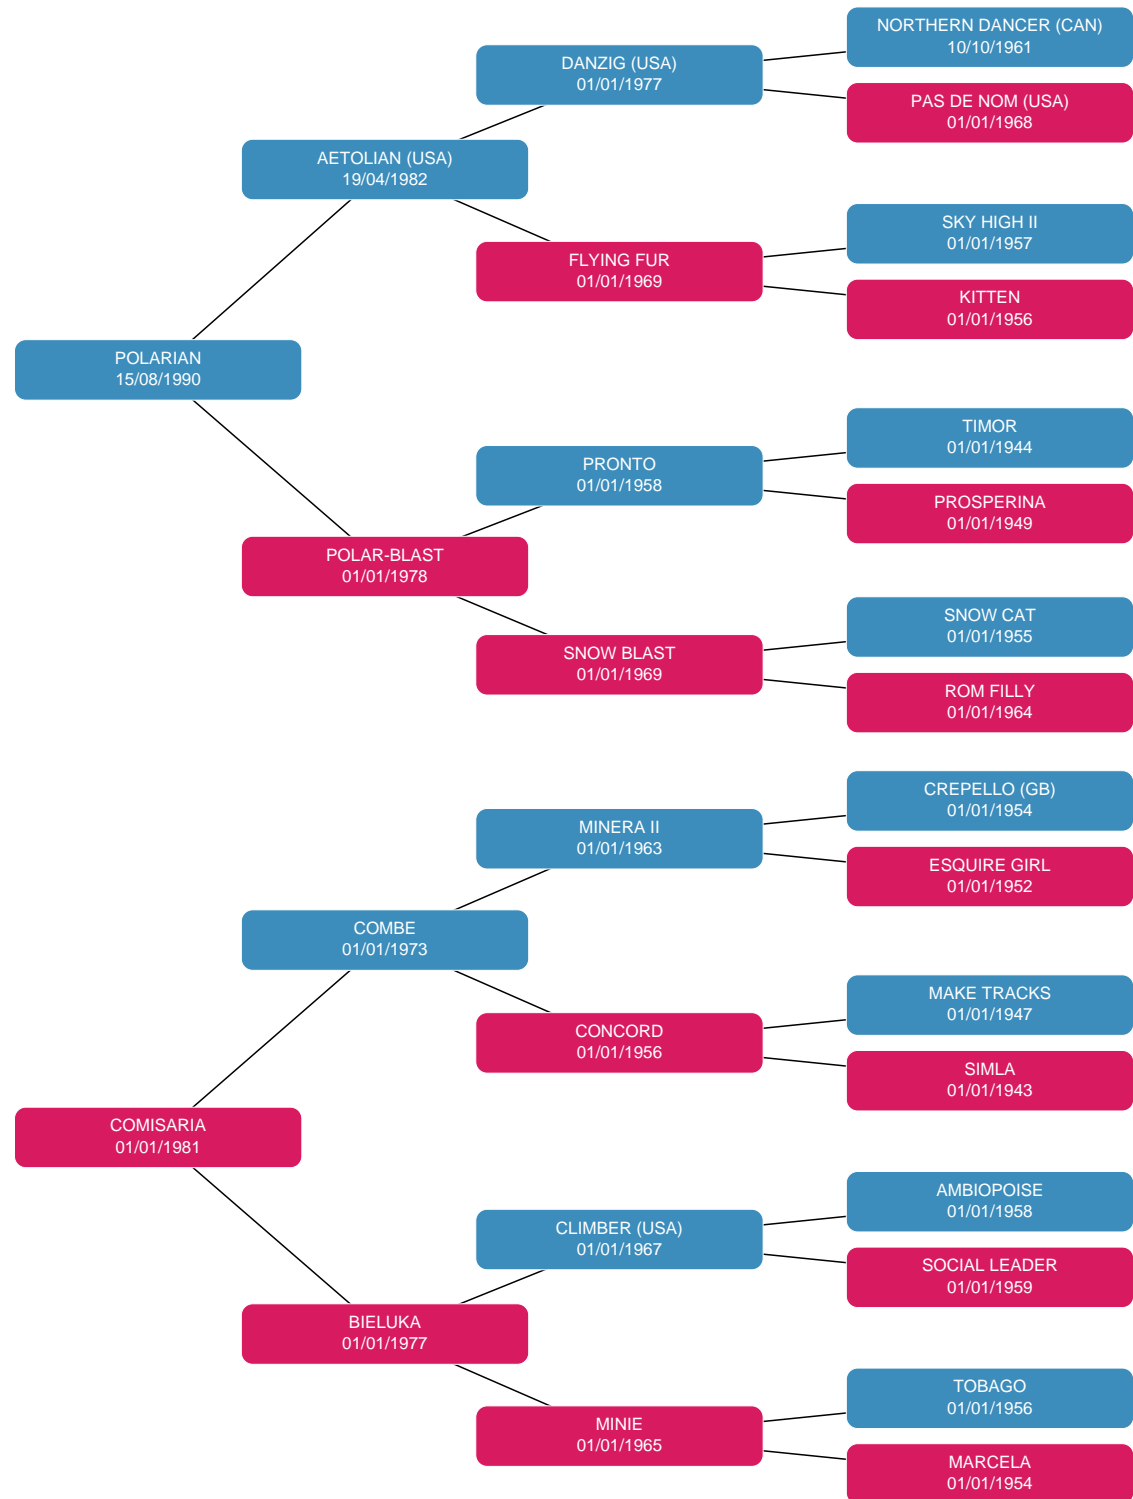 NORTHERN DANCER (CAN)
10/10/1961
DANZIG (USA)
01/01/1977
PAS DE NOM (USA)
01/01/1968
AETOLIAN (USA)
19/04/1982
SKY HIGH II
01/01/1957
FLYING FUR
01/01/1969
KITTEN
01/01/1956
POLARIAN
15/08/1990
TIMOR
01/01/1944
PRONTO
01/01/1958
PROSPERINA
01/01/1949
POLAR-BLAST
01/01/1978
SNOW CAT
01/01/1955
SNOW BLAST
01/01/1969
ROM FILLY
01/01/1964
CREPELLO (GB)
01/01/1954
MINERA II
01/01/1963
ESQUIRE GIRL
01/01/1952
COMBE
01/01/1973
MAKE TRACKS
01/01/1947
CONCORD
01/01/1956
SIMLA
01/01/1943
COMISARIA
01/01/1981
AMBIOPOISE
01/01/1958
CLIMBER (USA)
01/01/1967
SOCIAL LEADER
01/01/1959
BIELUKA
01/01/1977
TOBAGO
01/01/1956
MINIE
01/01/1965
MARCELA
01/01/1954